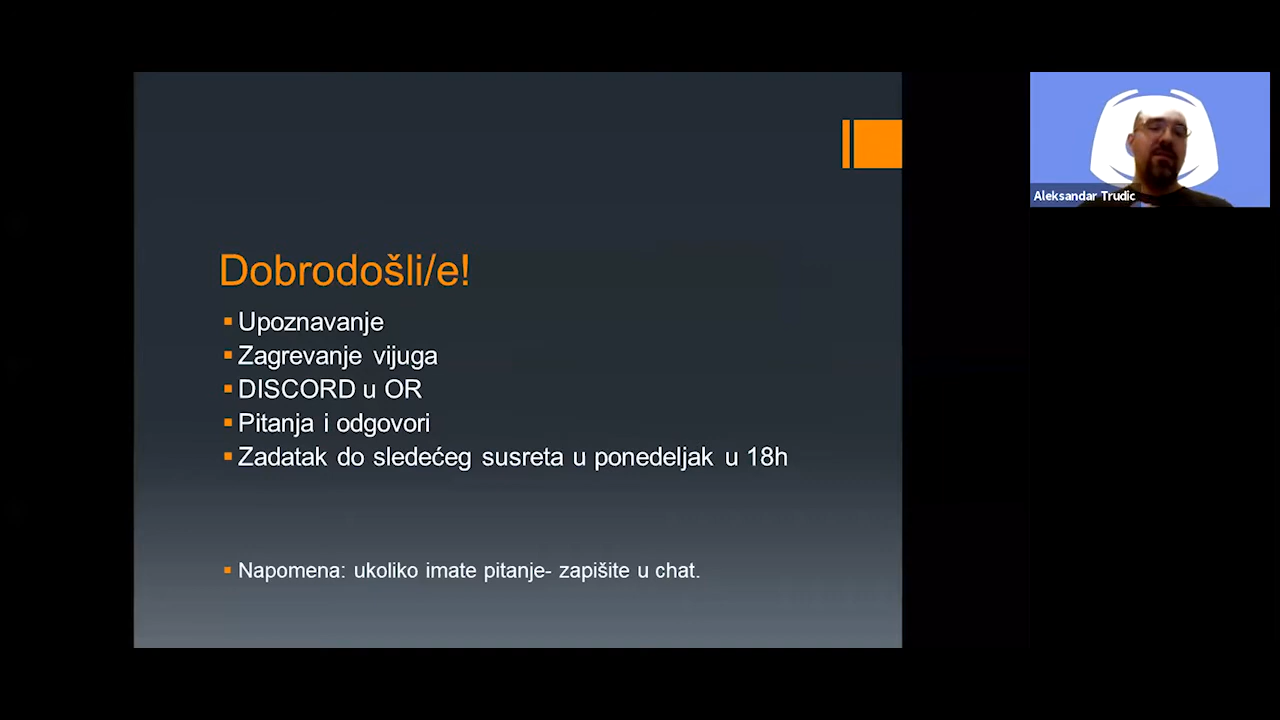 Dobrodošli/e!
Upoznavanje
Zagrevanje vijuga
DISCORD u OR
Pitanja i odgovori
Zadatak do sledećeg susreta u ponedeljak u 18h
Napomena: ukoliko imate pitanje- zapišite u chat.
Aleksandar Trudic